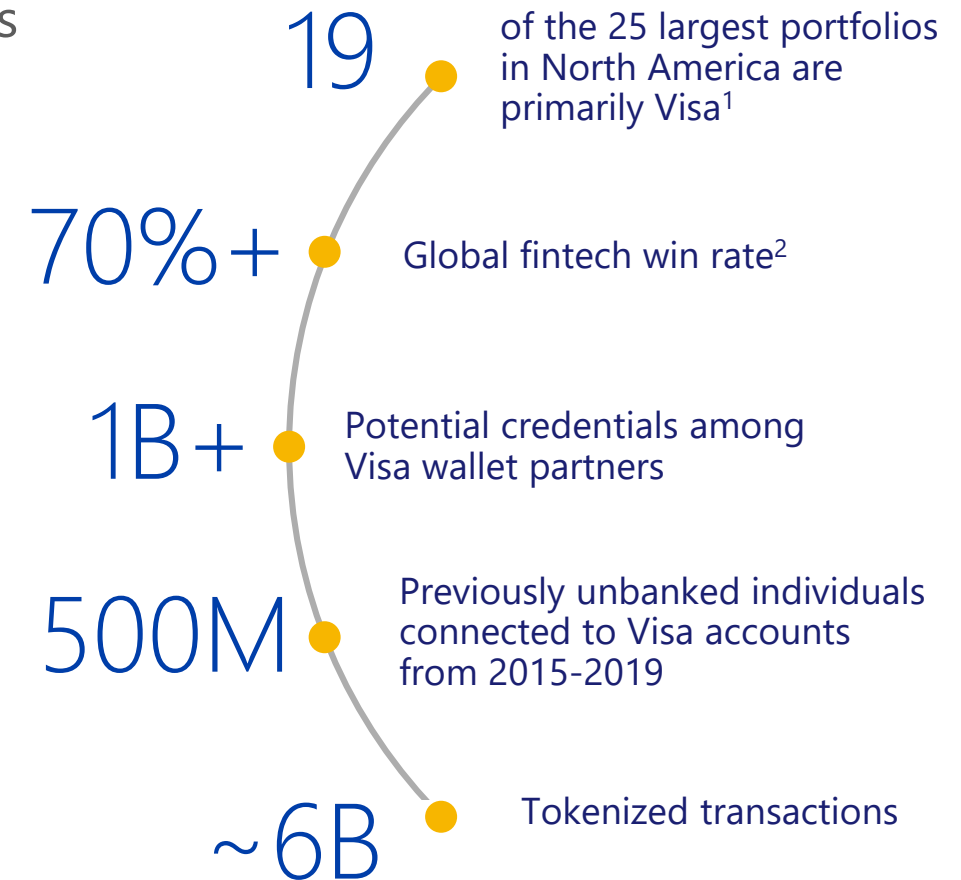 s
19
of the 25 largest portfolios
in North America are
primarily Visa¹
70%+
Global fintech win rate²
1B+
Potential credentials among
Visa wallet partners
500M
Previously unbanked individuals
connected to Visa accounts
from 2015-2019
~6B
Tokenized transactions